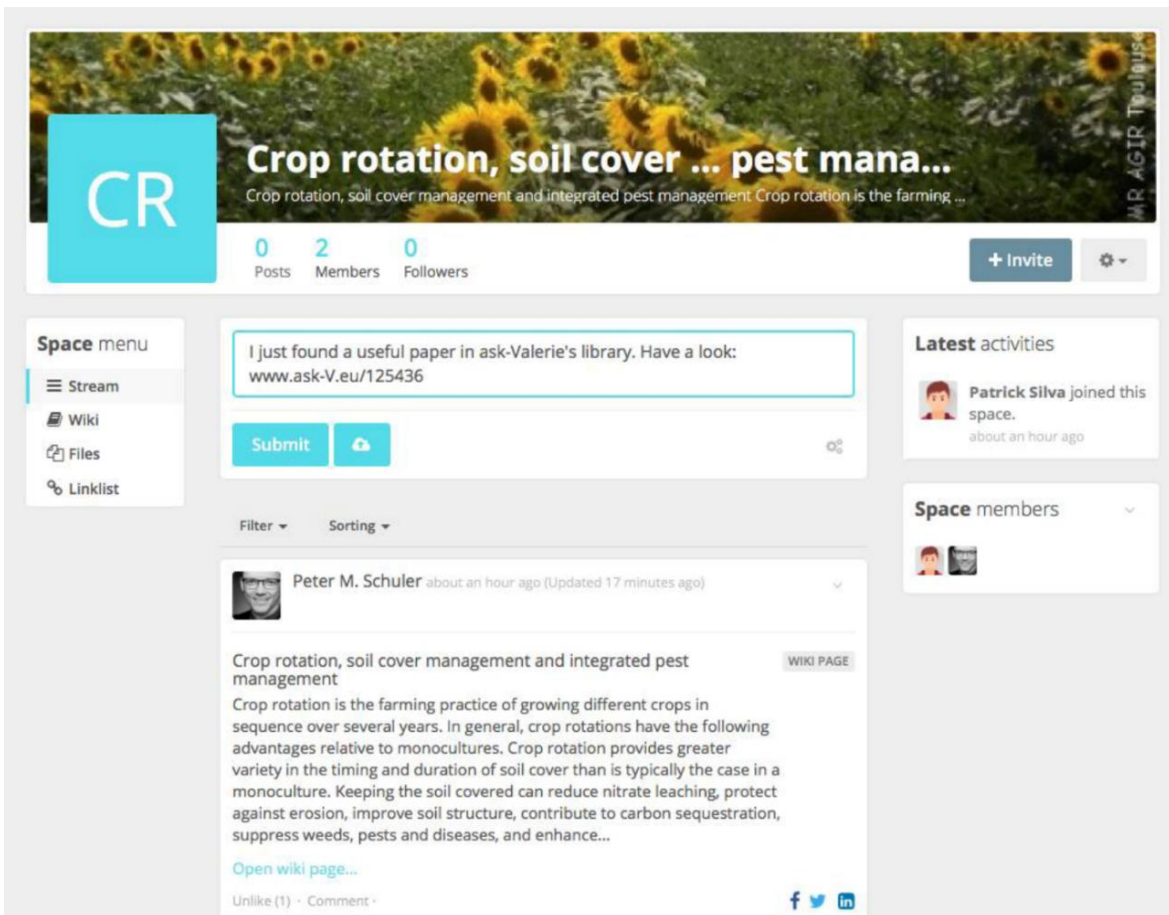 Crop rotation, soil cover ... pest mana...
Crop rotation, soil cover management and integrated pest management Crop rotation is the farming ...
MR AGIR Toulouse
CR
0
Posts
2
Members
0
Followers
+ Invite
Space menu
Stream
Wiki
Files
Linklist
I just found a useful paper in ask-Valerie's library. Have a look:
www.ask-V.eu/125436
Submit
Filter
Sorting
Peter M. Schuler about an hour ago (Updated 17 minutes ago)
Crop rotation, soil cover management and integrated pest
management
WIKI PAGE
Crop rotation is the farming practice of growing different crops in
sequence over several years. In general, crop rotations have the following
advantages relative to monocultures. Crop rotation provides greater
variety in the timing and duration of soil cover than is typically the case in a
monoculture. Keeping the soil covered can reduce nitrate leaching, protect
against erosion, improve soil structure, contribute to carbon sequestration,
suppress weeds, pests and diseases, and enhance...
Open wiki page...
Unlike (1) · Comment ·
f in
Latest activities
Patrick Silva joined this
space.
about an hour ago
Space members